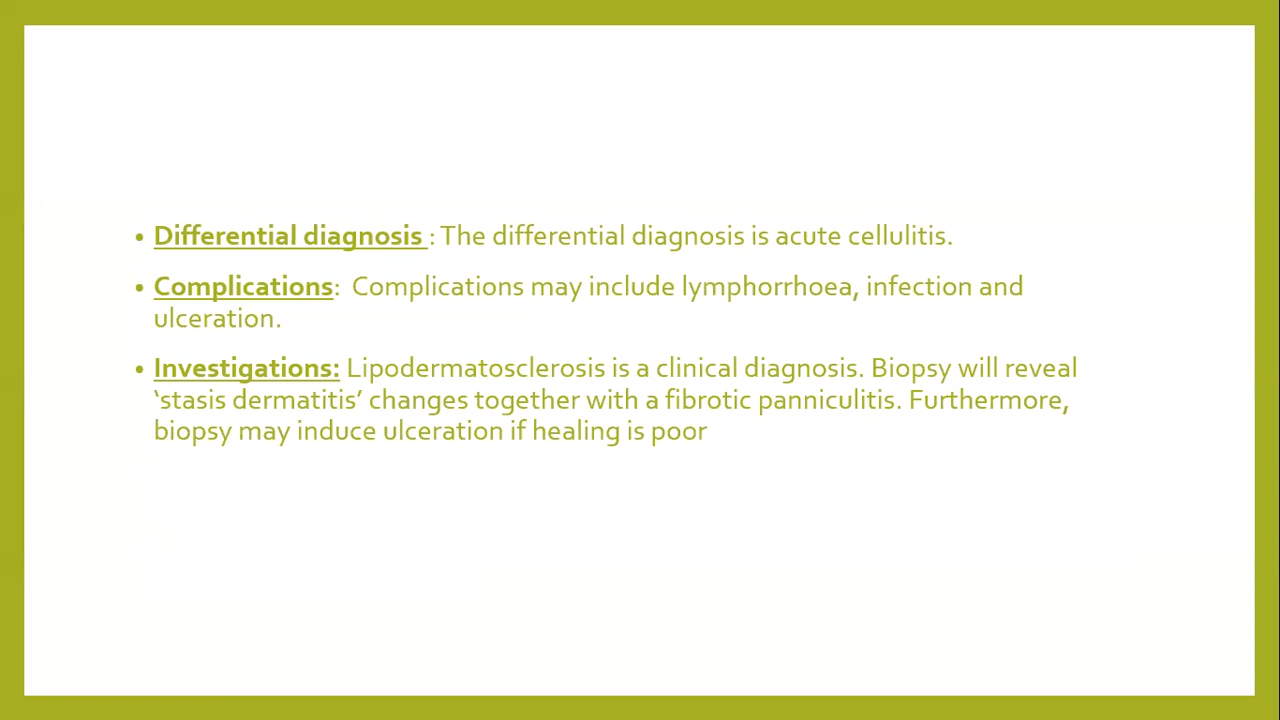 • Differential diagnosis : The differential diagnosis is acute cellulitis.
• Complications:  Complications may include lymphorrhoea, infection and
ulceration.
• Investigations: Lipodermatosclerosis is a clinical diagnosis. Biopsy will reveal
‘stasis dermatitis’ changes together with a fibrotic panniculitis. Furthermore,
biopsy may induce ulceration if healing is poor